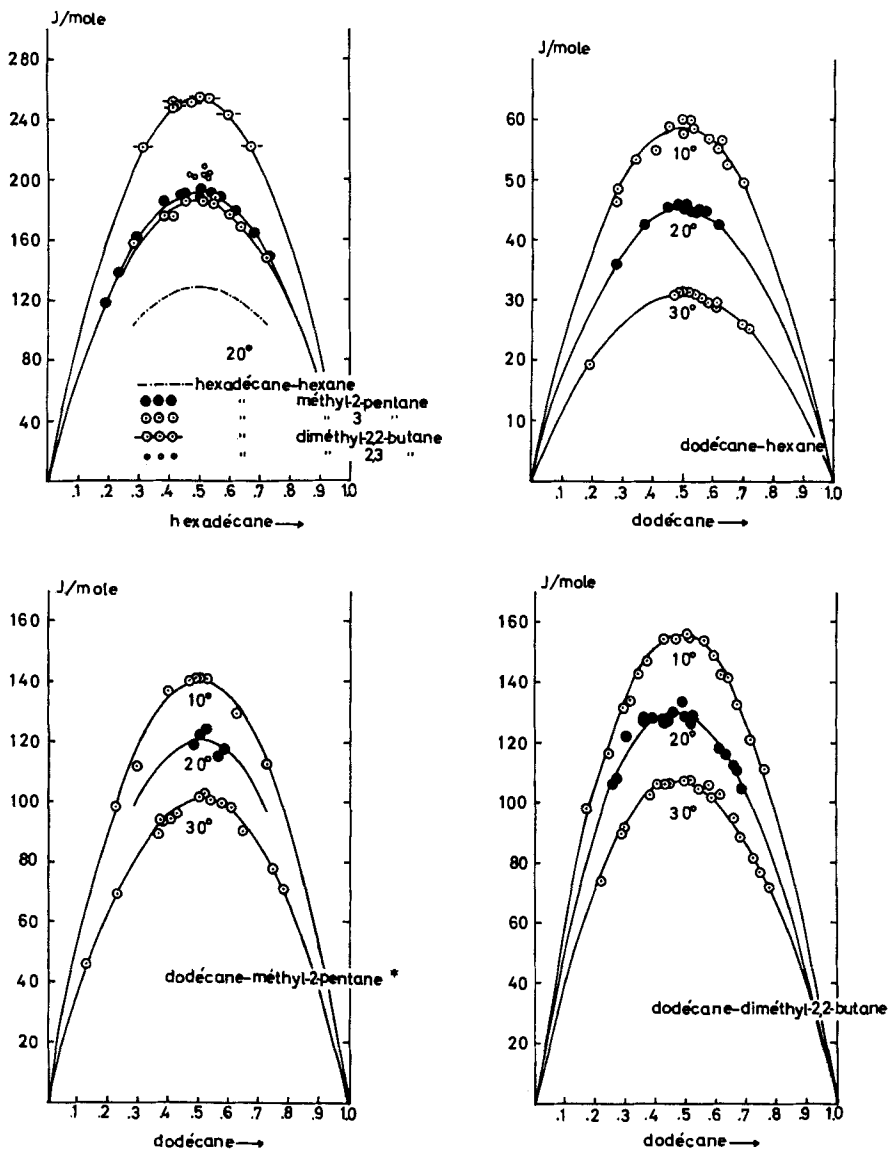 J/mole
280
240
200
160
120
80
40
20°
hexadécane-hexane
" méthyl-2-pentane
" " 3 "
" diméthyl-2,2-butane
" " 2,3 "
.1 .2 .3 .4 .5 .6 .7 .8 .9 1.0
hexadécane
J/mole
60
50
40
30
20
10
10°
20°
30°
dodécane-hexane
.1 .2 .3 .4 .5 .6 .7 .8 .9 1.0
dodécane
J/mole
160
140
120
100
80
60
40
20
10°
20°
30°
dodécane-méthyl-2-pentane *
.1 .2 .3 .4 .5 .6 .7 .8 .9 1.0
dodécane
J/mole
160
140
120
100
80
60
40
20
10°
20°
30°
dodécane-diméthyl-2,2-butane
.1 .2 .3 .4 .5 .6 .7 .8 .9 1.0
dodécane